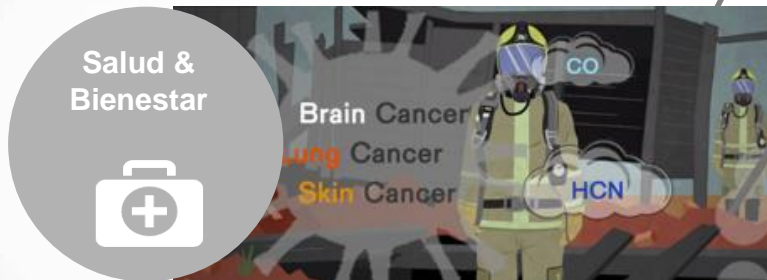 Salud &
Bienestar
Brain Cancer
Lung Cancer
Skin Cancer
CO
HCN